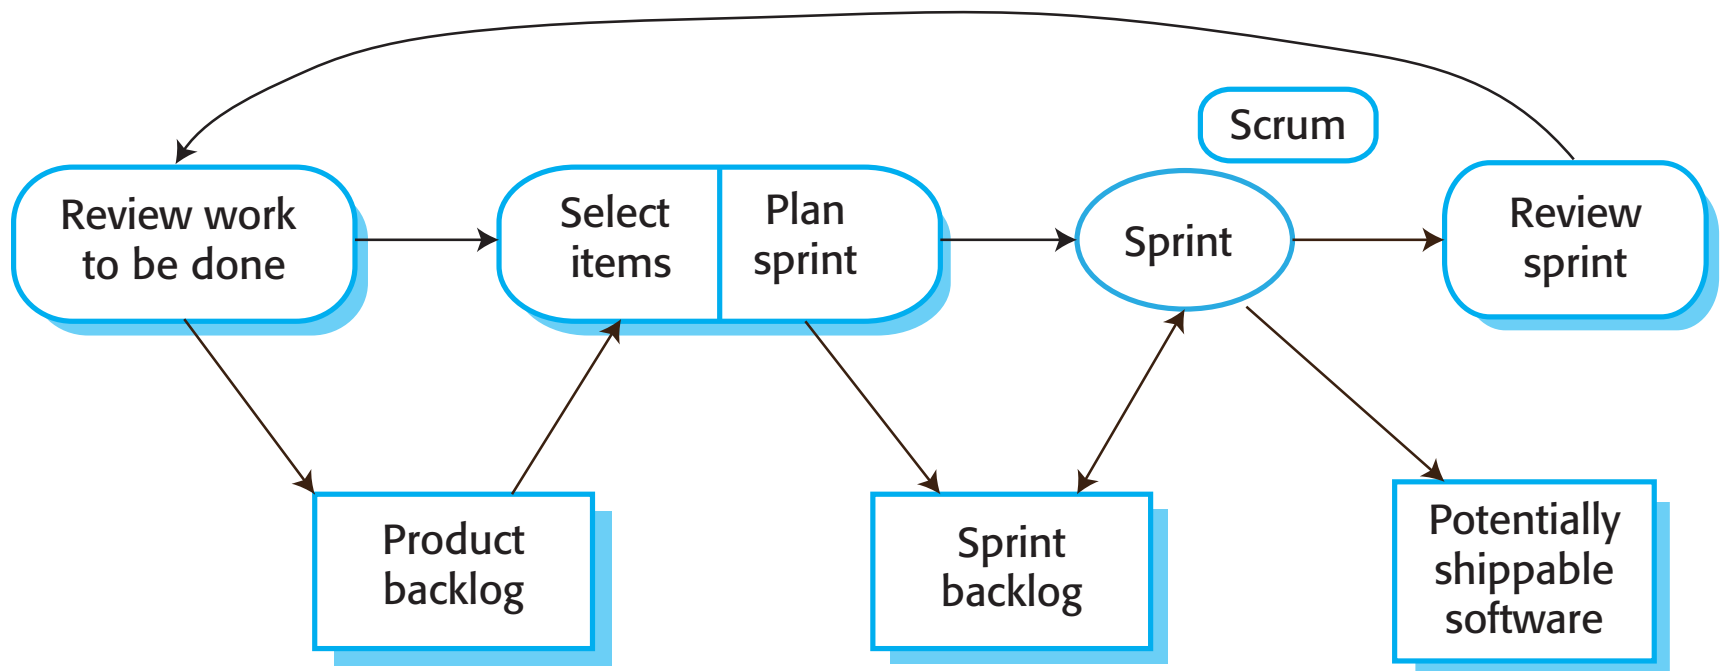 Scrum
Review work
to be done
Select
items
Plan
sprint
Sprint
Review
sprint
Product
backlog
Sprint
backlog
Potentially
shippable
software